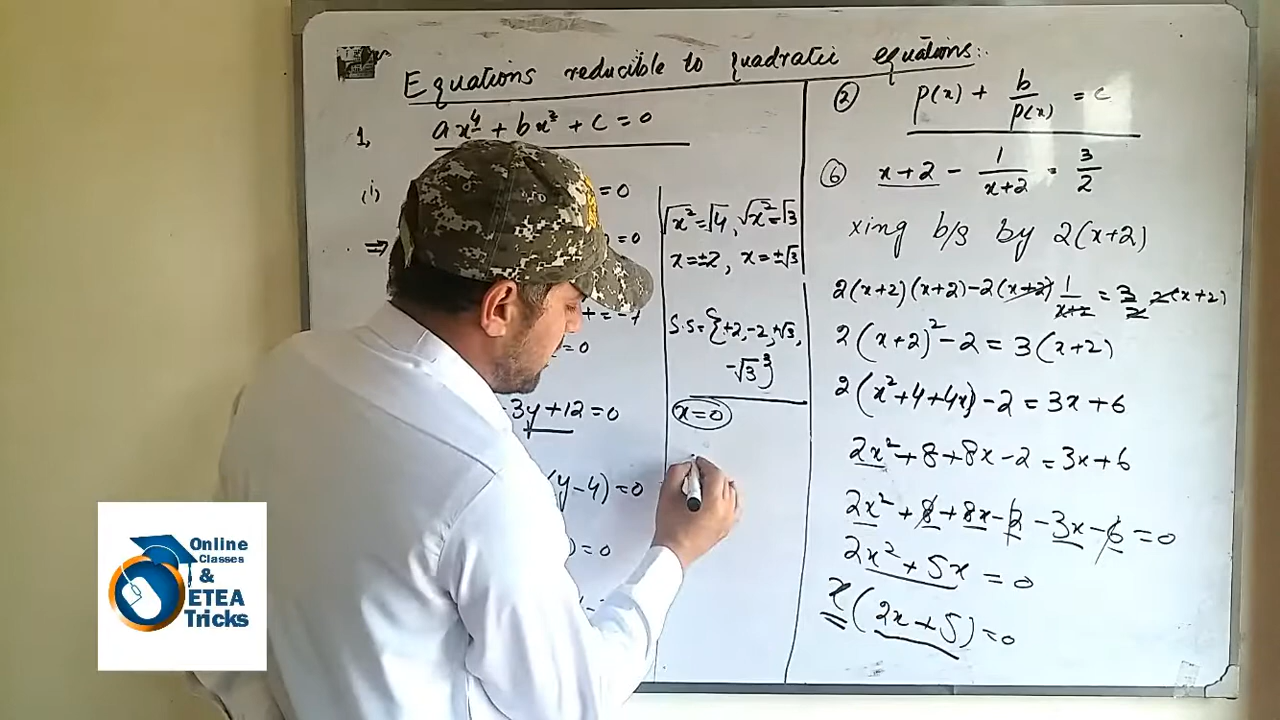 Equations reducible to quadratic equations:
1, ax⁴ + bx² + c = 0
(i) = 0
⇒ = 0
= 0
-3y+12=0
(y-4)=0
)=0
√x²=√4, √x²=√3
x=±2, x=±√3
S.S={+2,-2,+√3,
-√3}
x=0
② p(x) + b/p(x) = c
⑥ x+2 - 1/(x+2) = 3/2
xing b/s by 2(x+2)
2(x+2)(x+2)-2(x+2) 1/(x+2) = 3/2 2(x+2)
2(x+2)²-2=3(x+2)
2(x²+4+4x)-2=3x+6
2x²+8+8x-2=3x+6
2x²+8+8x-2-3x-6=0
2x²+5x=0
x(2x+5)=0
Online
Classes
&
ETEA
Tricks